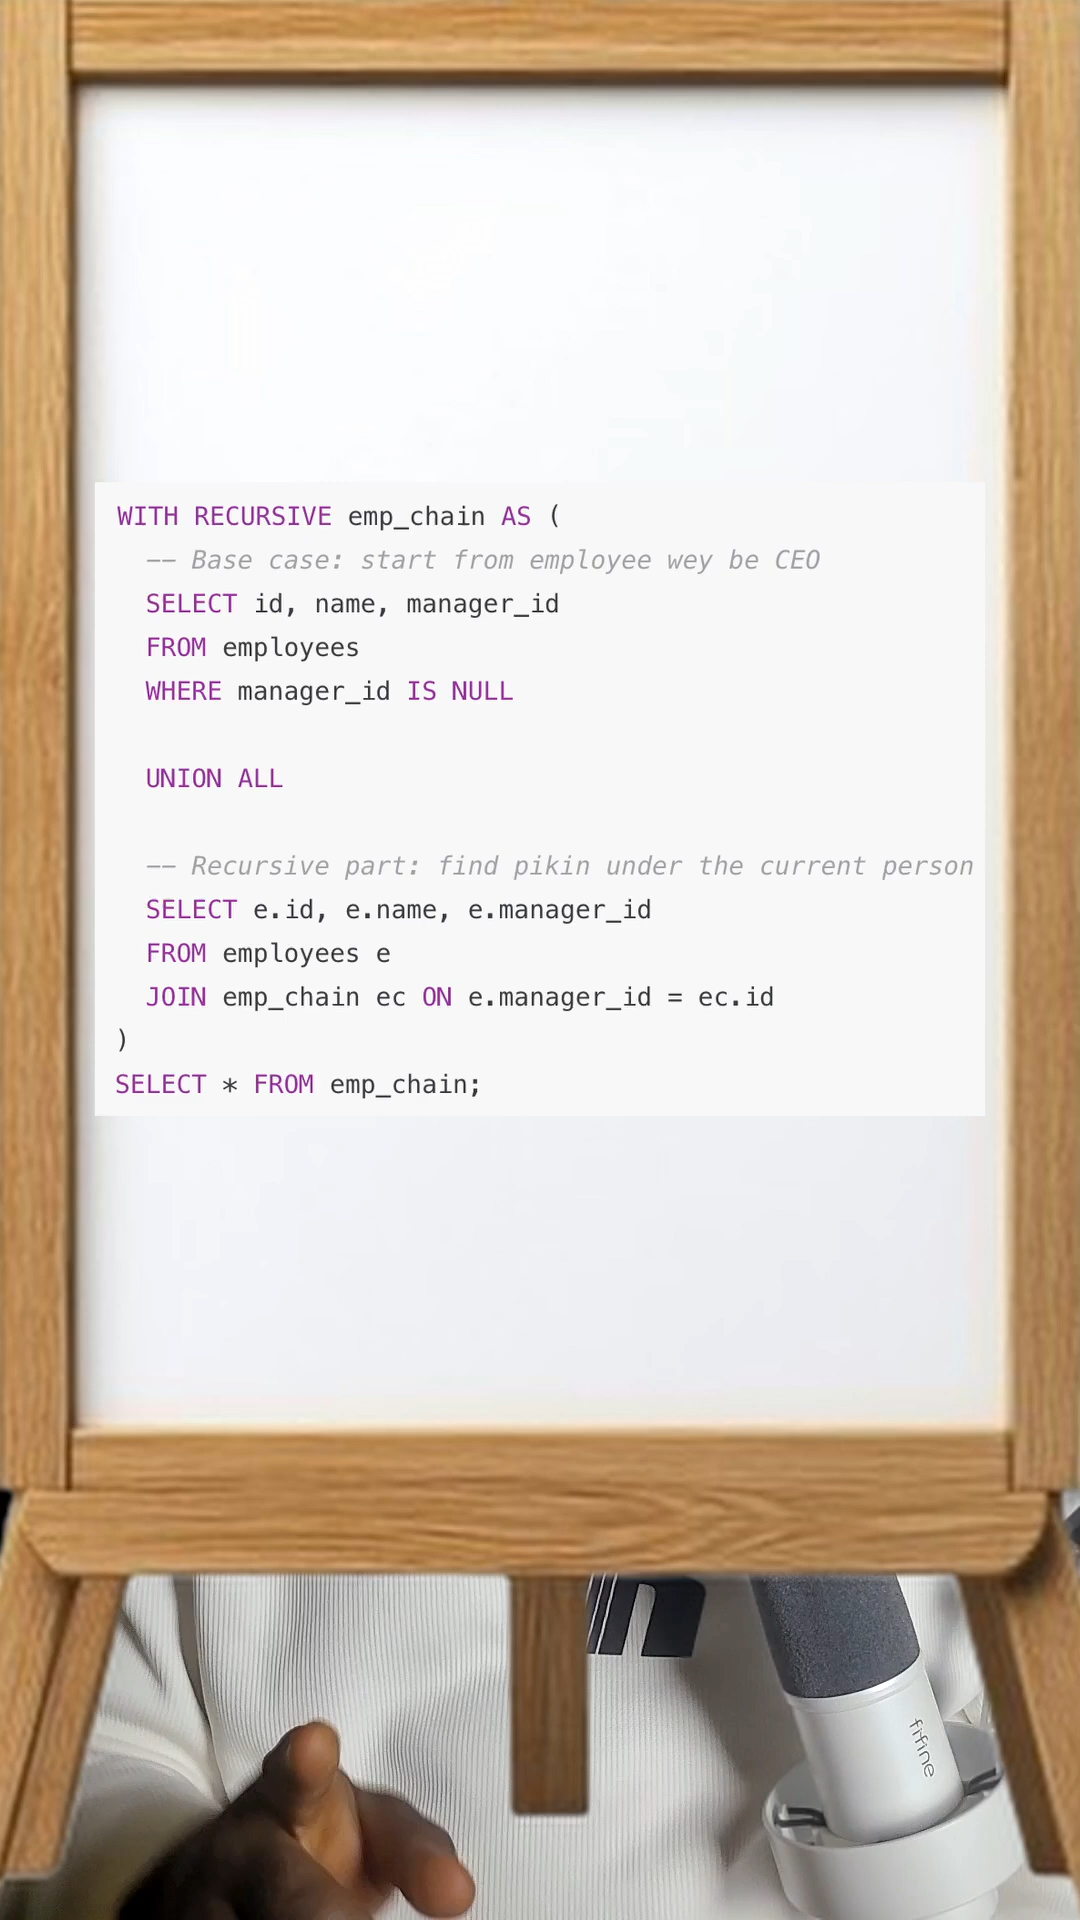 WITH RECURSIVE emp_chain AS (
-- Base case: start from employee wey be CEO
SELECT id, name, manager_id
FROM employees
WHERE manager_id IS NULL
UNION ALL
-- Recursive part: find pikin under the current person
SELECT e.id, e.name, e.manager_id
FROM employees e
JOIN emp_chain ec ON e.manager_id = ec.id
)
SELECT * FROM emp_chain;
fifine